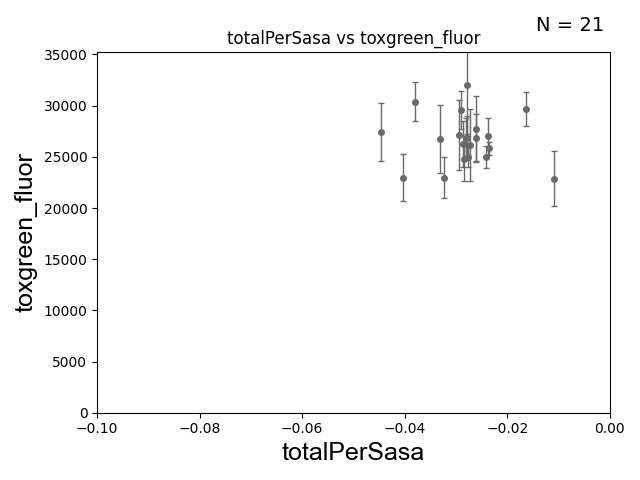 N = 21
totalPerSasa vs toxgreen_fluor
35000
30000
25000
20000
15000
10000
5000
0
toxgreen_fluor
−0.10 −0.08 −0.06 −0.04 −0.02 0.00
totalPerSasa